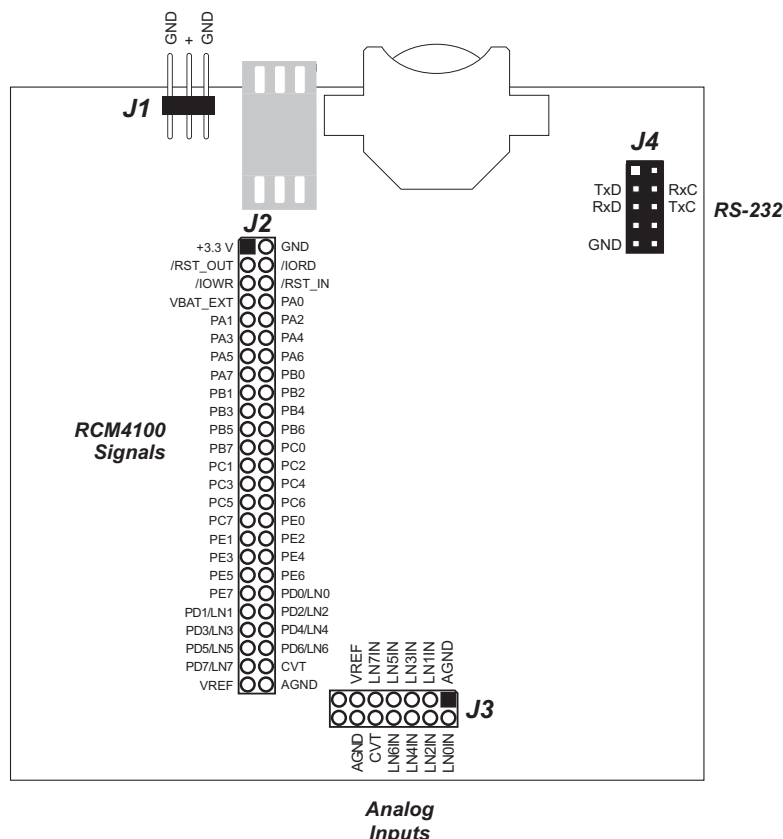 GND
+
GND
J1
J4
TxD RxC
RxD TxC
GND
RS-232
J2
+3.3 V GND
/RST_OUT /IORD
/IOWR /RST_IN
VBAT_EXT PA0
PA1 PA2
PA3 PA4
PA5 PA6
PA7 PB0
PB1 PB2
PB3 PB4
PB5 PB6
PB7 PC0
PC1 PC2
PC3 PC4
PC5 PC6
PC7 PE0
PE1 PE2
PE3 PE4
PE5 PE6
PE7 PD0/LN0
PD1/LN1 PD2/LN2
PD3/LN3 PD4/LN4
PD5/LN5 PD6/LN6
PD7/LN7 CVT
VREF AGND
RCM4100
Signals
VREF
LN7IN
LN5IN
LN3IN
LN1IN
AGND
J3
AGND
CVT
LN6IN
LN4IN
LN2IN
LN0IN
Analog
Inputs